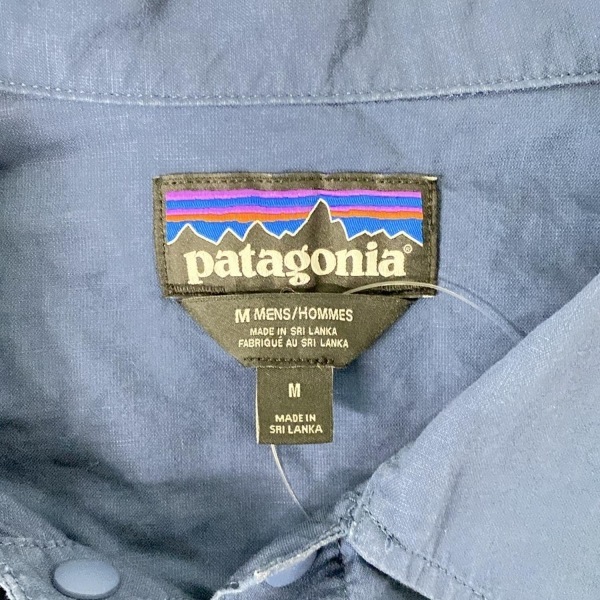 patagonia®
M MENS/HOMMES
MADE IN SRI LANKA
FABRIQUÉ AU SRI LANKA
M
MADE IN
SRI LANKA